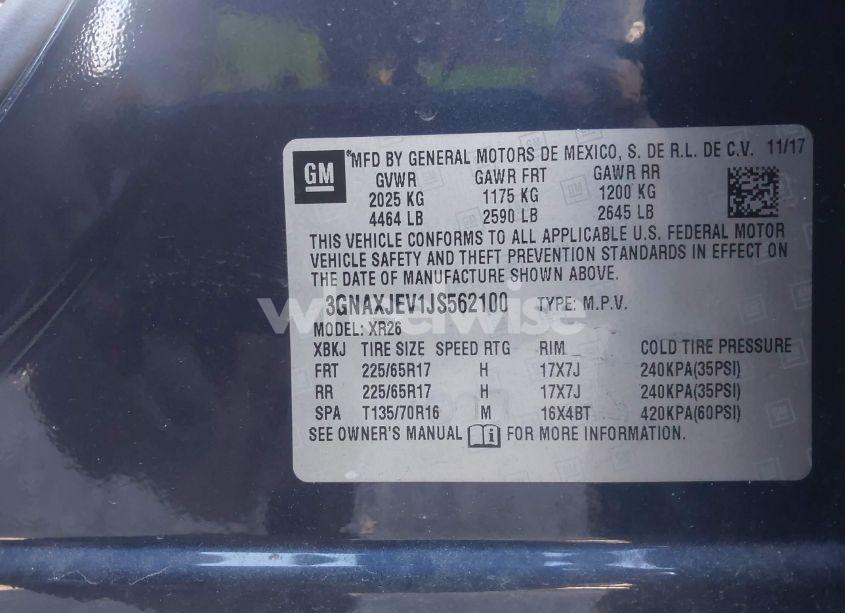 GM
*MFD BY GENERAL MOTORS DE MEXICO, S. DE R.L. DE C.V. 11/17
GVWR GAWR FRT GAWR RR
2025 KG 1175 KG 1200 KG
4464 LB 2590 LB 2645 LB
THIS VEHICLE CONFORMS TO ALL APPLICABLE U.S. FEDERAL MOTOR
VEHICLE SAFETY AND THEFT PREVENTION STANDARDS IN EFFECT ON
THE DATE OF MANUFACTURE SHOWN ABOVE.
3GNAXJEV1JS562100 TYPE: M.P.V.
MODEL: XR26
XBKJ TIRE SIZE SPEED RTG RIM COLD TIRE PRESSURE
FRT 225/65R17 H 17X7J 240KPA(35PSI)
RR 225/65R17 H 17X7J 240KPA(35PSI)
SPA T135/70R16 M 16X4BT 420KPA(60PSI)
SEE OWNER'S MANUAL FOR MORE INFORMATION.